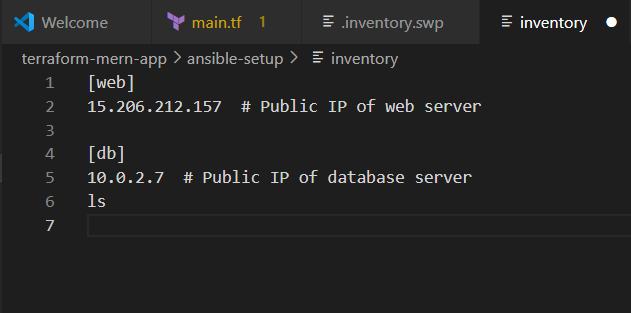 Welcome main.tf 1 .inventory.swp inventory
terraform-mern-app > ansible-setup > inventory
1 [web]
2 15.206.212.157 # Public IP of web server
3
4 [db]
5 10.0.2.7 # Public IP of database server
6 ls
7